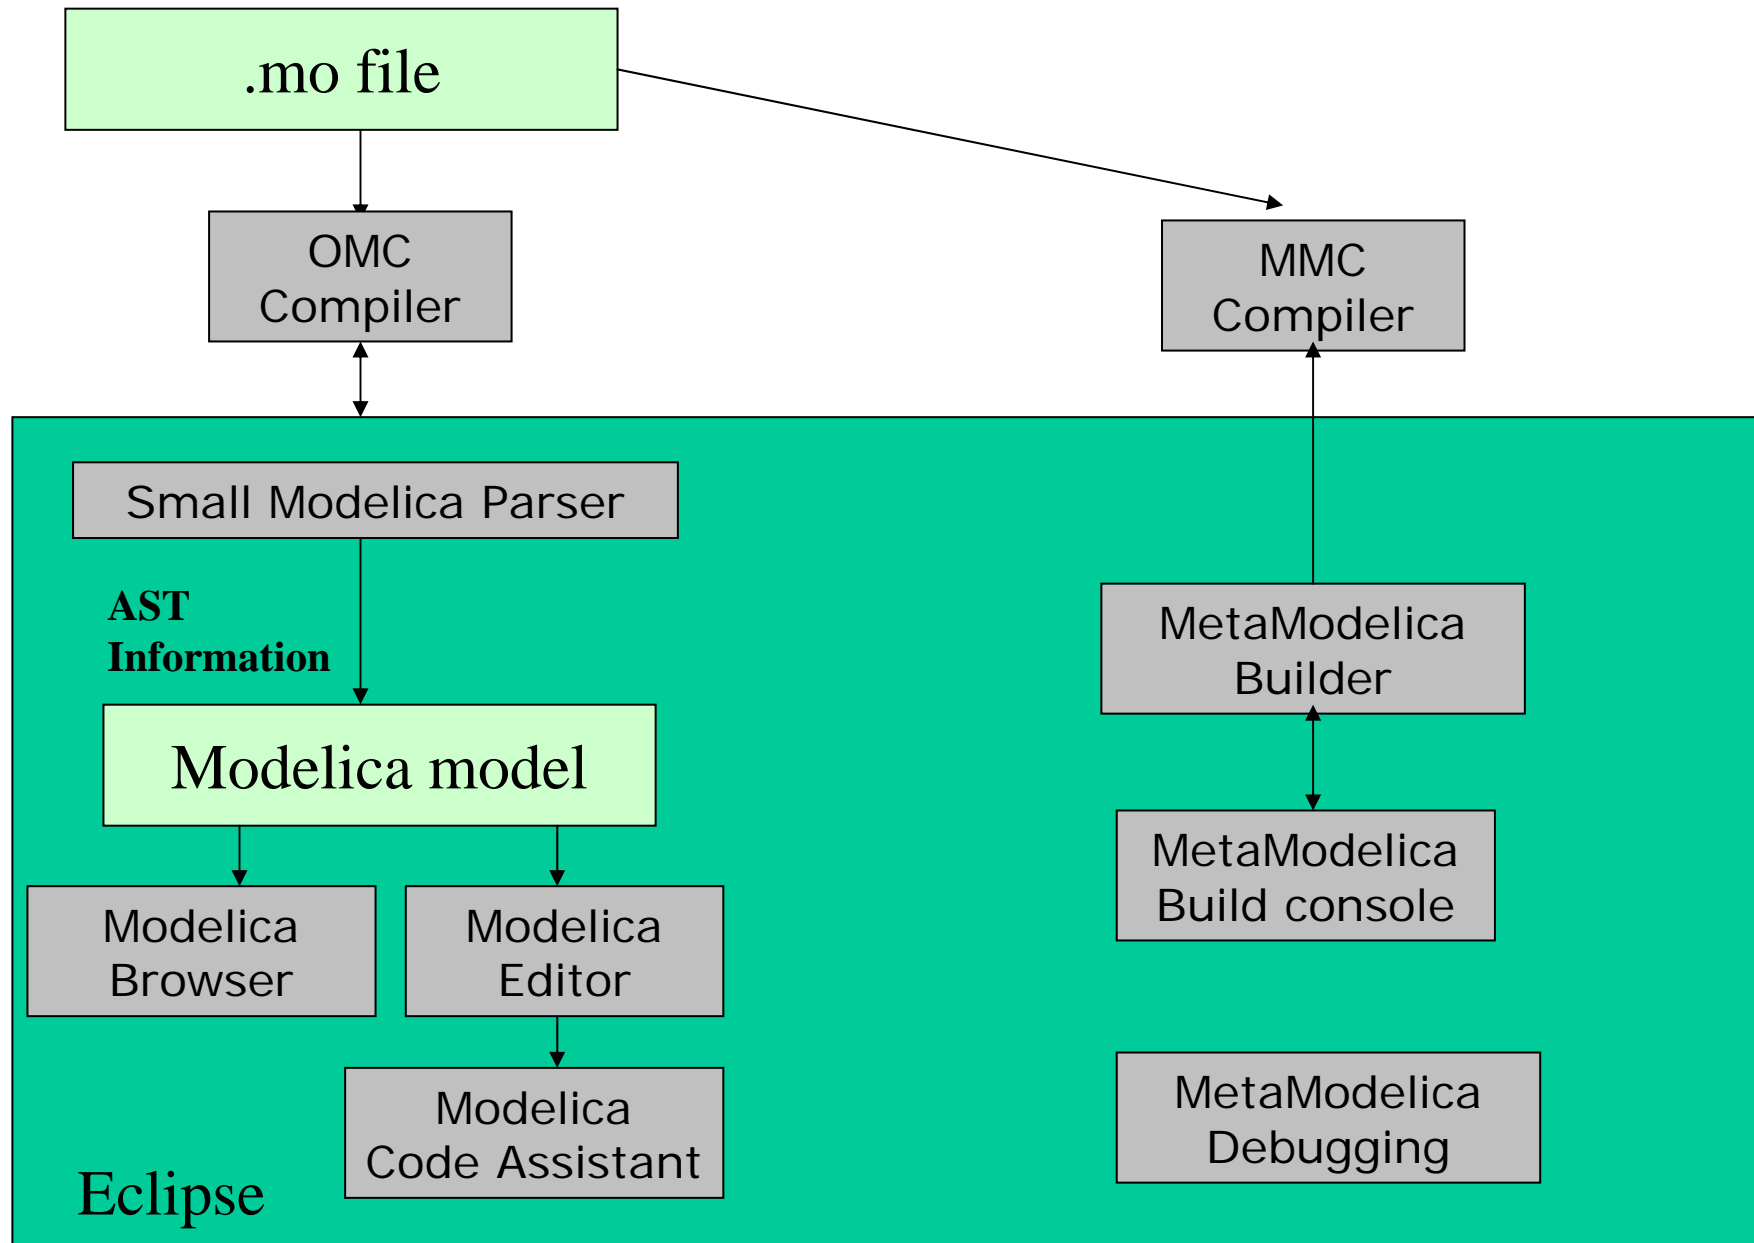 .mo file
OMC
Compiler
MMC
Compiler
Small Modelica Parser
AST
Information
MetaModelica
Builder
Modelica model
MetaModelica
Build console
Modelica
Browser
Modelica
Editor
Modelica
Code Assistant
MetaModelica
Debugging
Eclipse